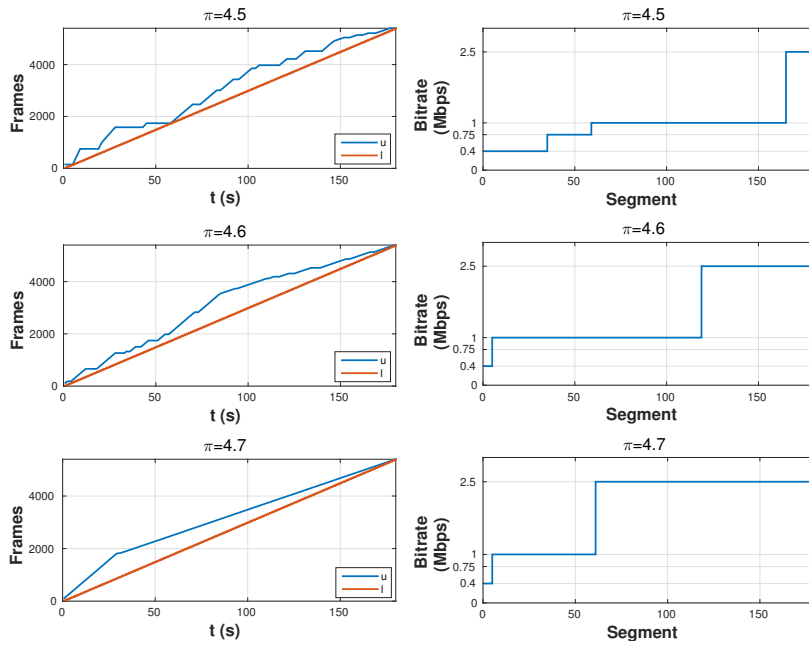 π=4.5
Frames
4000
2000
0
0
50
100
150
t (s)
u
l
π=4.5
Bitrate
(Mbps)
2.5
1
0.75
0.4
0
0
50
100
150
Segment
π=4.6
Frames
4000
2000
0
0
50
100
150
t (s)
u
l
π=4.6
Bitrate
(Mbps)
2.5
1
0.75
0.4
0
0
50
100
150
Segment
π=4.7
Frames
4000
2000
0
0
50
100
150
t (s)
u
l
π=4.7
Bitrate
(Mbps)
2.5
1
0.75
0.4
0
0
50
100
150
Segment